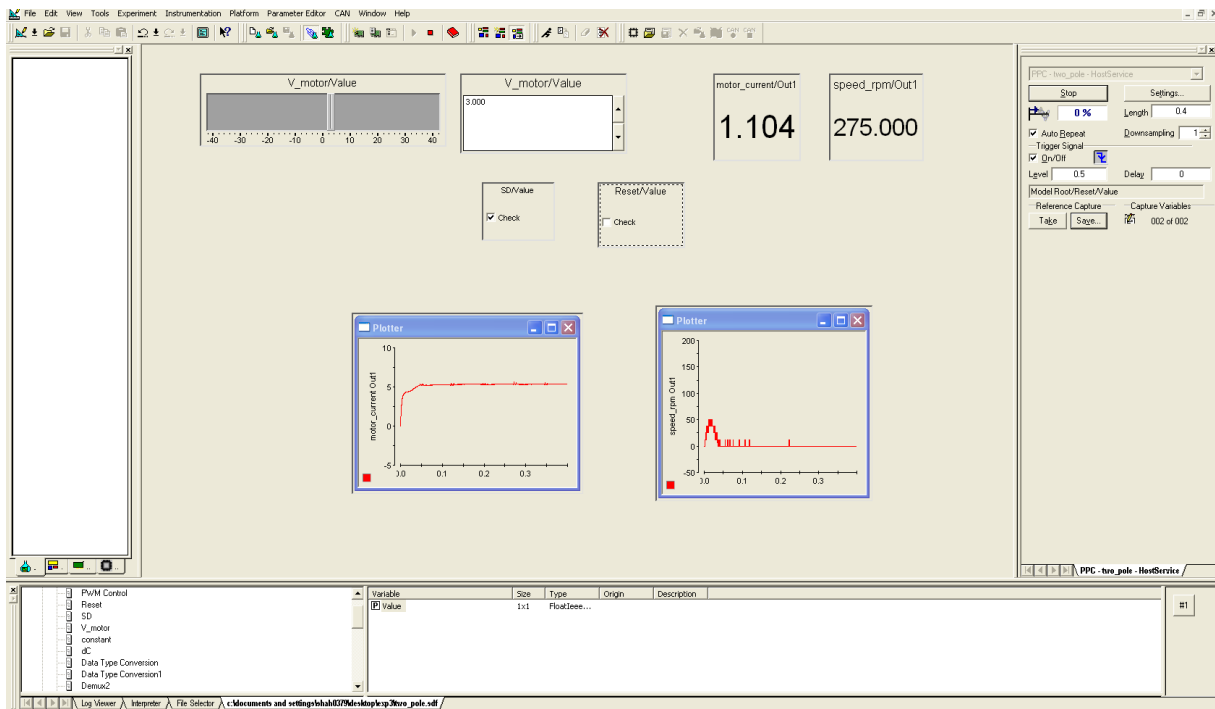 File Edit View Tools Experiment Instrumentation Platform Parameter Editor CAN Window Help
V_motor/Value
-40 -30 -20 -10 0 10 20 30 40
V_motor/Value
3.000
motor_current/Out1
1.104
speed_rpm/Out1
275.000
SD/Value
Check
Reset/Value
Check
Plotter
motor_current Out1
10
5
0
-5
0.1 0.2 0.3
Plotter
speed_rpm Out1
200
150
100
50
0
-50
0.1 0.2 0.3
PPC - two_pole - HostService
Stop Settings...
0 % Length 0.4
Auto Repeat Downsampling 1
Trigger Signal
On/Off
Level 0.5 Delay 0
Model Root/Reset/Value
Reference Capture Capture Variables
Take Save... 002 of 002
PPC - two_pole - HostService
PWM Control
Reset
SD
V_motor
constant
dC
Data Type Conversion
Data Type Conversion1
Demux2
Variable Size Type Origin Description
P Value 1x1 FloatIeee...
#1
Log Viewer Interpreter File Selector c:\documents and settings\shah0379\desktop\exp3\two_pole.sdf